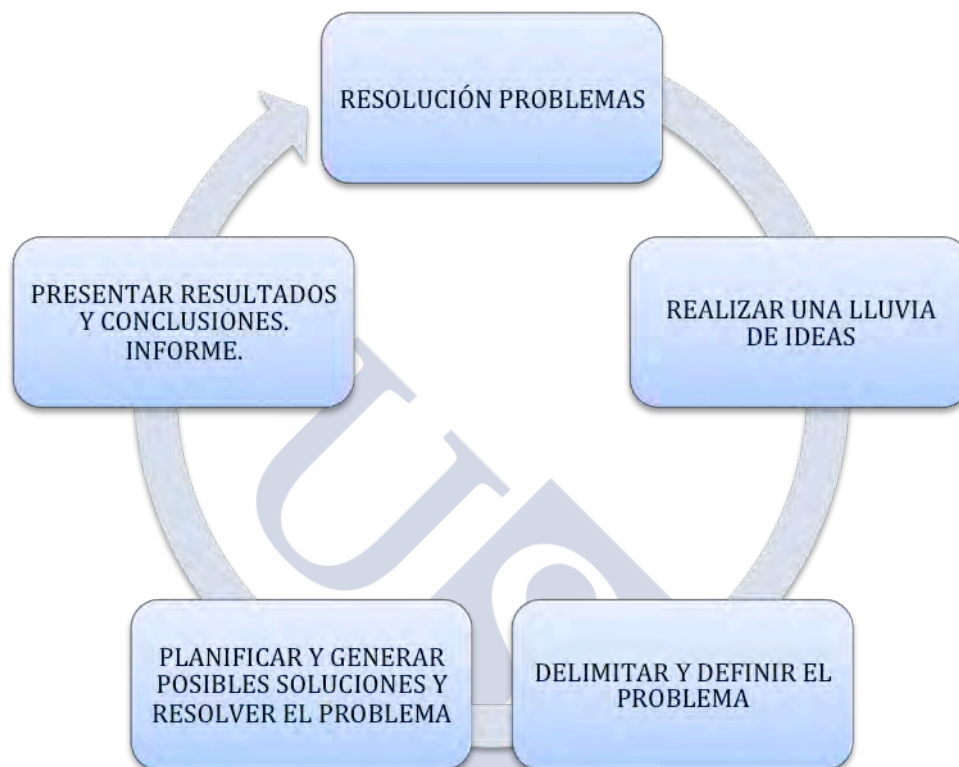 RESOLUCIÓN PROBLEMAS
REALIZAR UNA LLUVIA
DE IDEAS
DELIMITAR Y DEFINIR EL
PROBLEMA
PLANIFICAR Y GENERAR
POSIBLES SOLUCIONES Y
RESOLVER EL PROBLEMA
PRESENTAR RESULTADOS
Y CONCLUSIONES.
INFORME.